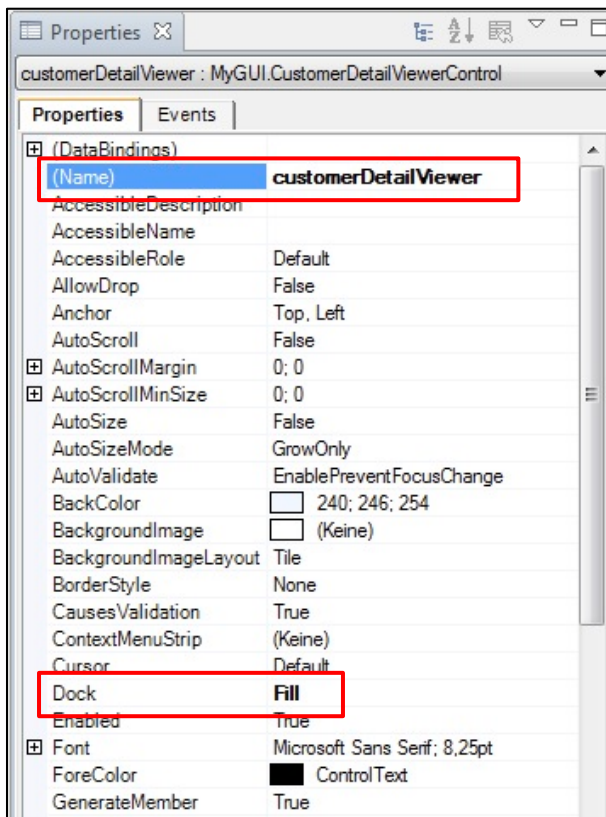 Properties
customerDetailViewer : MyGUI.CustomerDetailViewerControl
Properties Events
(DataBindings)
(Name) customerDetailViewer
AccessibleDescription
AccessibleName
AccessibleRole Default
AllowDrop False
Anchor Top, Left
AutoScroll False
AutoScrollMargin 0; 0
AutoScrollMinSize 0; 0
AutoSize False
AutoSizeMode GrowOnly
AutoValidate EnablePreventFocusChange
BackColor 240; 246; 254
BackgroundImage (Keine)
BackgroundImageLayout Tile
BorderStyle None
CausesValidation True
ContextMenuStrip (Keine)
Cursor Default
Dock Fill
Enabled True
Font Microsoft Sans Serif; 8,25pt
ForeColor ControlText
GenerateMember True